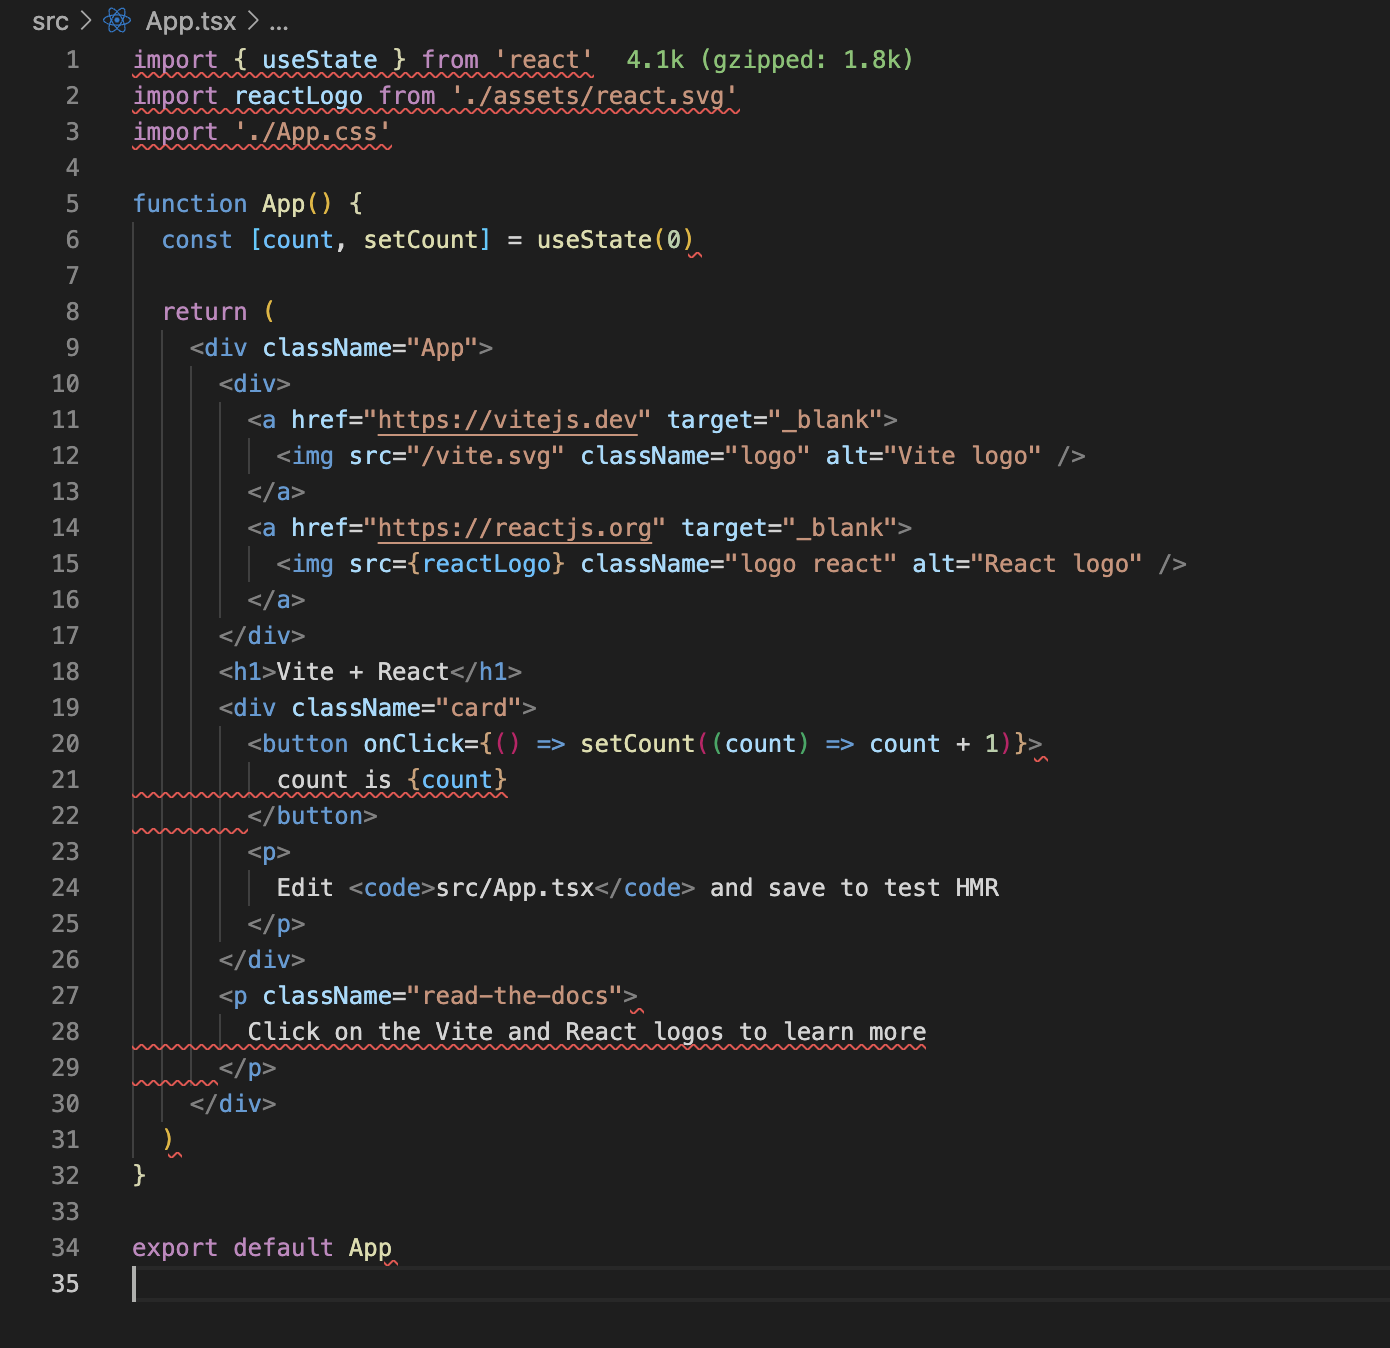 src > App.tsx > ...
1 import { useState } from 'react' 4.1k (gzipped: 1.8k)
2 import reactLogo from './assets/react.svg'
3 import './App.css'
4
5 function App() {
6   const [count, setCount] = useState(0)
7
8   return (
9     <div className="App">
10       <div>
11         <a href="https://vitejs.dev" target="_blank">
12           <img src="/vite.svg" className="logo" alt="Vite logo" />
13         </a>
14         <a href="https://reactjs.org" target="_blank">
15           <img src={reactLogo} className="logo react" alt="React logo" />
16         </a>
17       </div>
18       <h1>Vite + React</h1>
19       <div className="card">
20         <button onClick={() => setCount((count) => count + 1)}>
21           count is {count}
22         </button>
23         <p>
24           Edit <code>src/App.tsx</code> and save to test HMR
25         </p>
26       </div>
27       <p className="read-the-docs">
28         Click on the Vite and React logos to learn more
29       </p>
30     </div>
31   )
32 }
33
34 export default App
35